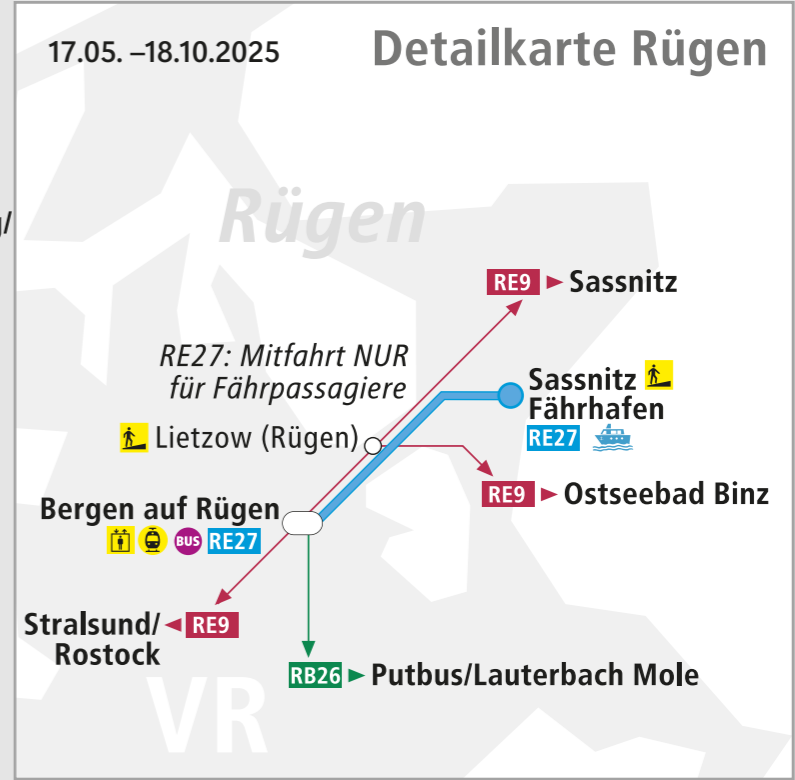 17.05. –18.10.2025
Detailkarte Rügen
/
Rügen
RE9 ► Sassnitz
RE27: Mitfahrt NUR
für Fährpassagiere
Sassnitz
Fährhafen
RE27
Lietzow (Rügen)
RE9 ► Ostseebad Binz
Bergen auf Rügen
BUS RE27
Stralsund/ ◄ RE9
Rostock
RB26 ► Putbus/Lauterbach Mole
VR